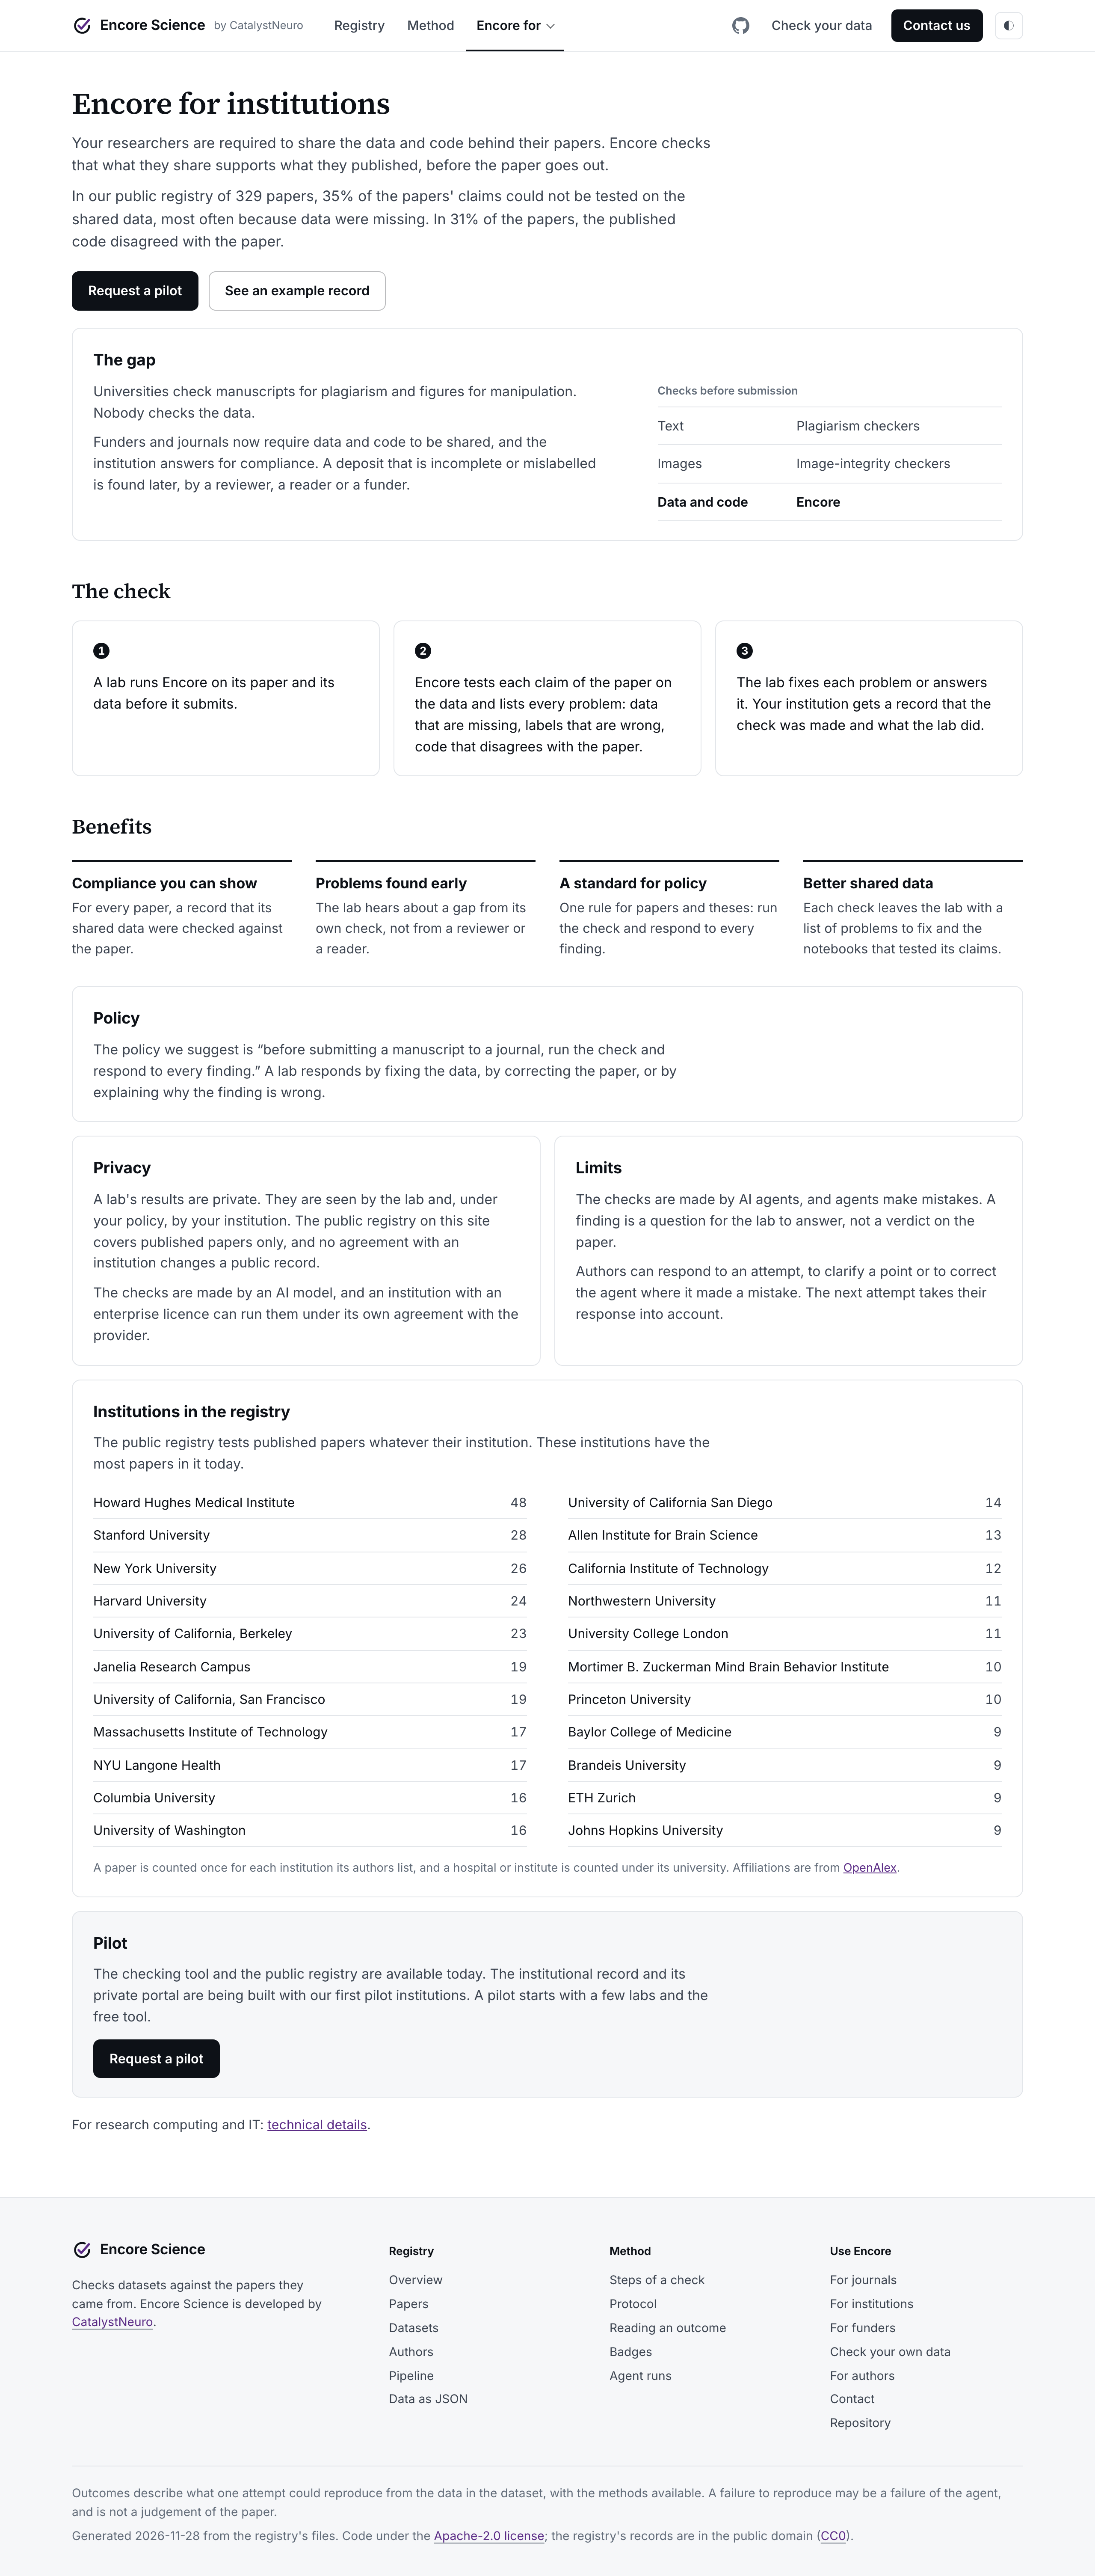 Encore Science by CatalystNeuro Registry Method Encore for Check your data Contact us
Encore for institutions
Your researchers are required to share the data and code behind their papers. Encore checks
that what they share supports what they published, before the paper goes out.
In our public registry of 329 papers, 35% of the papers' claims could not be tested on the
shared data, most often because data were missing. In 31% of the papers, the published
code disagreed with the paper.
Request a pilot See an example record
The gap
Universities check manuscripts for plagiarism and figures for manipulation.
Nobody checks the data.
Funders and journals now require data and code to be shared, and the
institution answers for compliance. A deposit that is incomplete or mislabelled
is found later, by a reviewer, a reader or a funder.
Checks before submission
Text Plagiarism checkers
Images Image-integrity checkers
Data and code Encore
The check
1
A lab runs Encore on its paper and its
data before it submits.
2
Encore tests each claim of the paper on
the data and lists every problem: data
that are missing, labels that are wrong,
code that disagrees with the paper.
3
The lab fixes each problem or answers
it. Your institution gets a record that the
check was made and what the lab did.
Benefits
Compliance you can show
For every paper, a record that its
shared data were checked against
the paper.
Problems found early
The lab hears about a gap from its
own check, not from a reviewer or
a reader.
A standard for policy
One rule for papers and theses: run
the check and respond to every
finding.
Better shared data
Each check leaves the lab with a
list of problems to fix and the
notebooks that tested its claims.
Policy
The policy we suggest is “before submitting a manuscript to a journal, run the check and
respond to every finding.” A lab responds by fixing the data, by correcting the paper, or by
explaining why the finding is wrong.
Privacy
A lab's results are private. They are seen by the lab and, under
your policy, by your institution. The public registry on this site
covers published papers only, and no agreement with an
institution changes a public record.
The checks are made by an AI model, and an institution with an
enterprise licence can run them under its own agreement with the
provider.
Limits
The checks are made by AI agents, and agents make mistakes. A
finding is a question for the lab to answer, not a verdict on the
paper.
Authors can respond to an attempt, to clarify a point or to correct
the agent where it made a mistake. The next attempt takes their
response into account.
Institutions in the registry
The public registry tests published papers whatever their institution. These institutions have the
most papers in it today.
Howard Hughes Medical Institute 48
Stanford University 28
New York University 26
Harvard University 24
University of California, Berkeley 23
Janelia Research Campus 19
University of California, San Francisco 19
Massachusetts Institute of Technology 17
NYU Langone Health 17
Columbia University 16
University of Washington 16
University of California San Diego 14
Allen Institute for Brain Science 13
California Institute of Technology 12
Northwestern University 11
University College London 11
Mortimer B. Zuckerman Mind Brain Behavior Institute 10
Princeton University 10
Baylor College of Medicine 9
Brandeis University 9
ETH Zurich 9
Johns Hopkins University 9
A paper is counted once for each institution its authors list, and a hospital or institute is counted under its university. Affiliations are from OpenAlex.
Pilot
The checking tool and the public registry are available today. The institutional record and its
private portal are being built with our first pilot institutions. A pilot starts with a few labs and the
free tool.
Request a pilot
For research computing and IT: technical details.
Encore Science
Checks datasets against the papers they
came from. Encore Science is developed by
CatalystNeuro.
Registry
Overview
Papers
Datasets
Authors
Pipeline
Data as JSON
Method
Steps of a check
Protocol
Reading an outcome
Badges
Agent runs
Use Encore
For journals
For institutions
For funders
Check your own data
For authors
Contact
Repository
Outcomes describe what one attempt could reproduce from the data in the dataset, with the methods available. A failure to reproduce may be a failure of the agent,
and is not a judgement of the paper.
Generated 2026-11-28 from the registry's files. Code under the Apache-2.0 license; the registry's records are in the public domain (CC0).